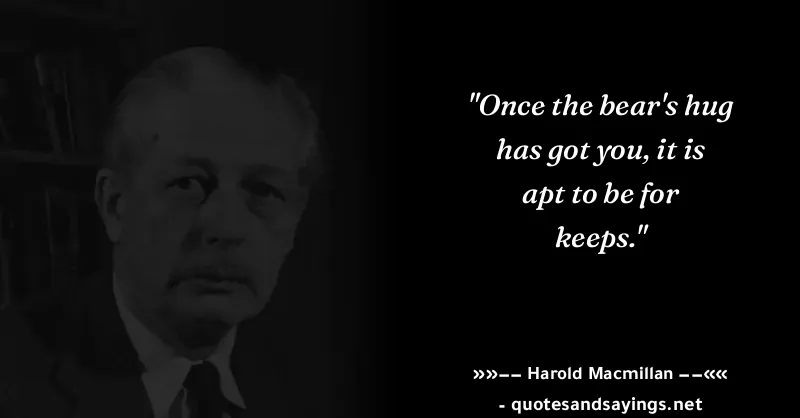 "Once the bear's hug
has got you, it is
apt to be for
keeps."
»»–– Harold Macmillan ––««
- quotesandsayings.net